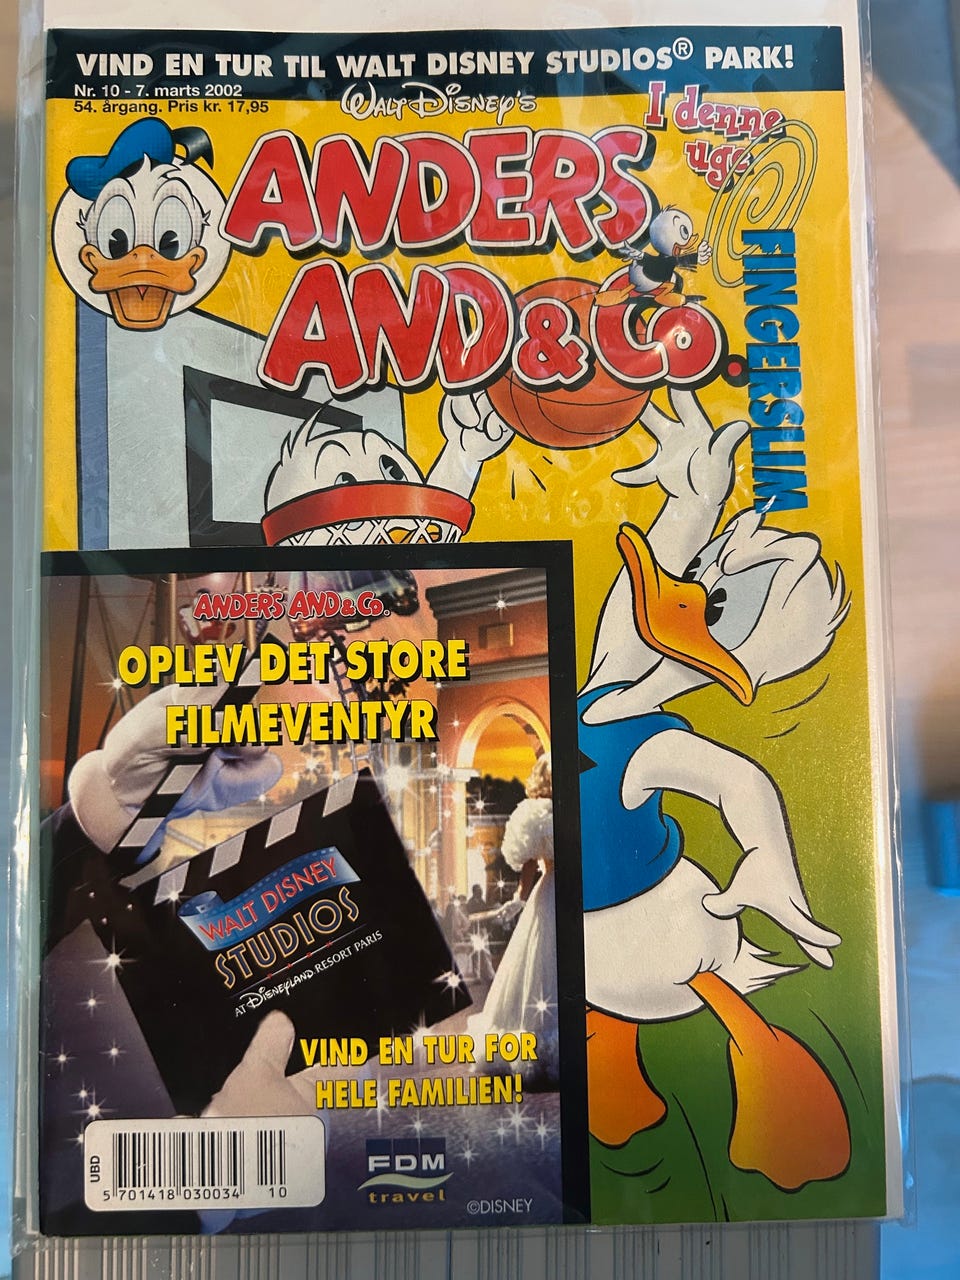 VIND EN TUR TIL WALT DISNEY STUDIOS® PARK!
Nr. 10 - 7. marts 2002
54. årgang. Pris kr. 17,95
WALT DISNEY'S
ANDERS
AND & CO.
I denne
uge
FINGERSLIM
ANDERS AND & CO.
OPLEV DET STORE
FILMEVENTYR
WALT DISNEY
STUDIOS
AT DISNEYLAND RESORT PARIS
VIND EN TUR FOR
HELE FAMILIEN!
UBD
5 701418 030034 10
FDM
travel
©DISNEY